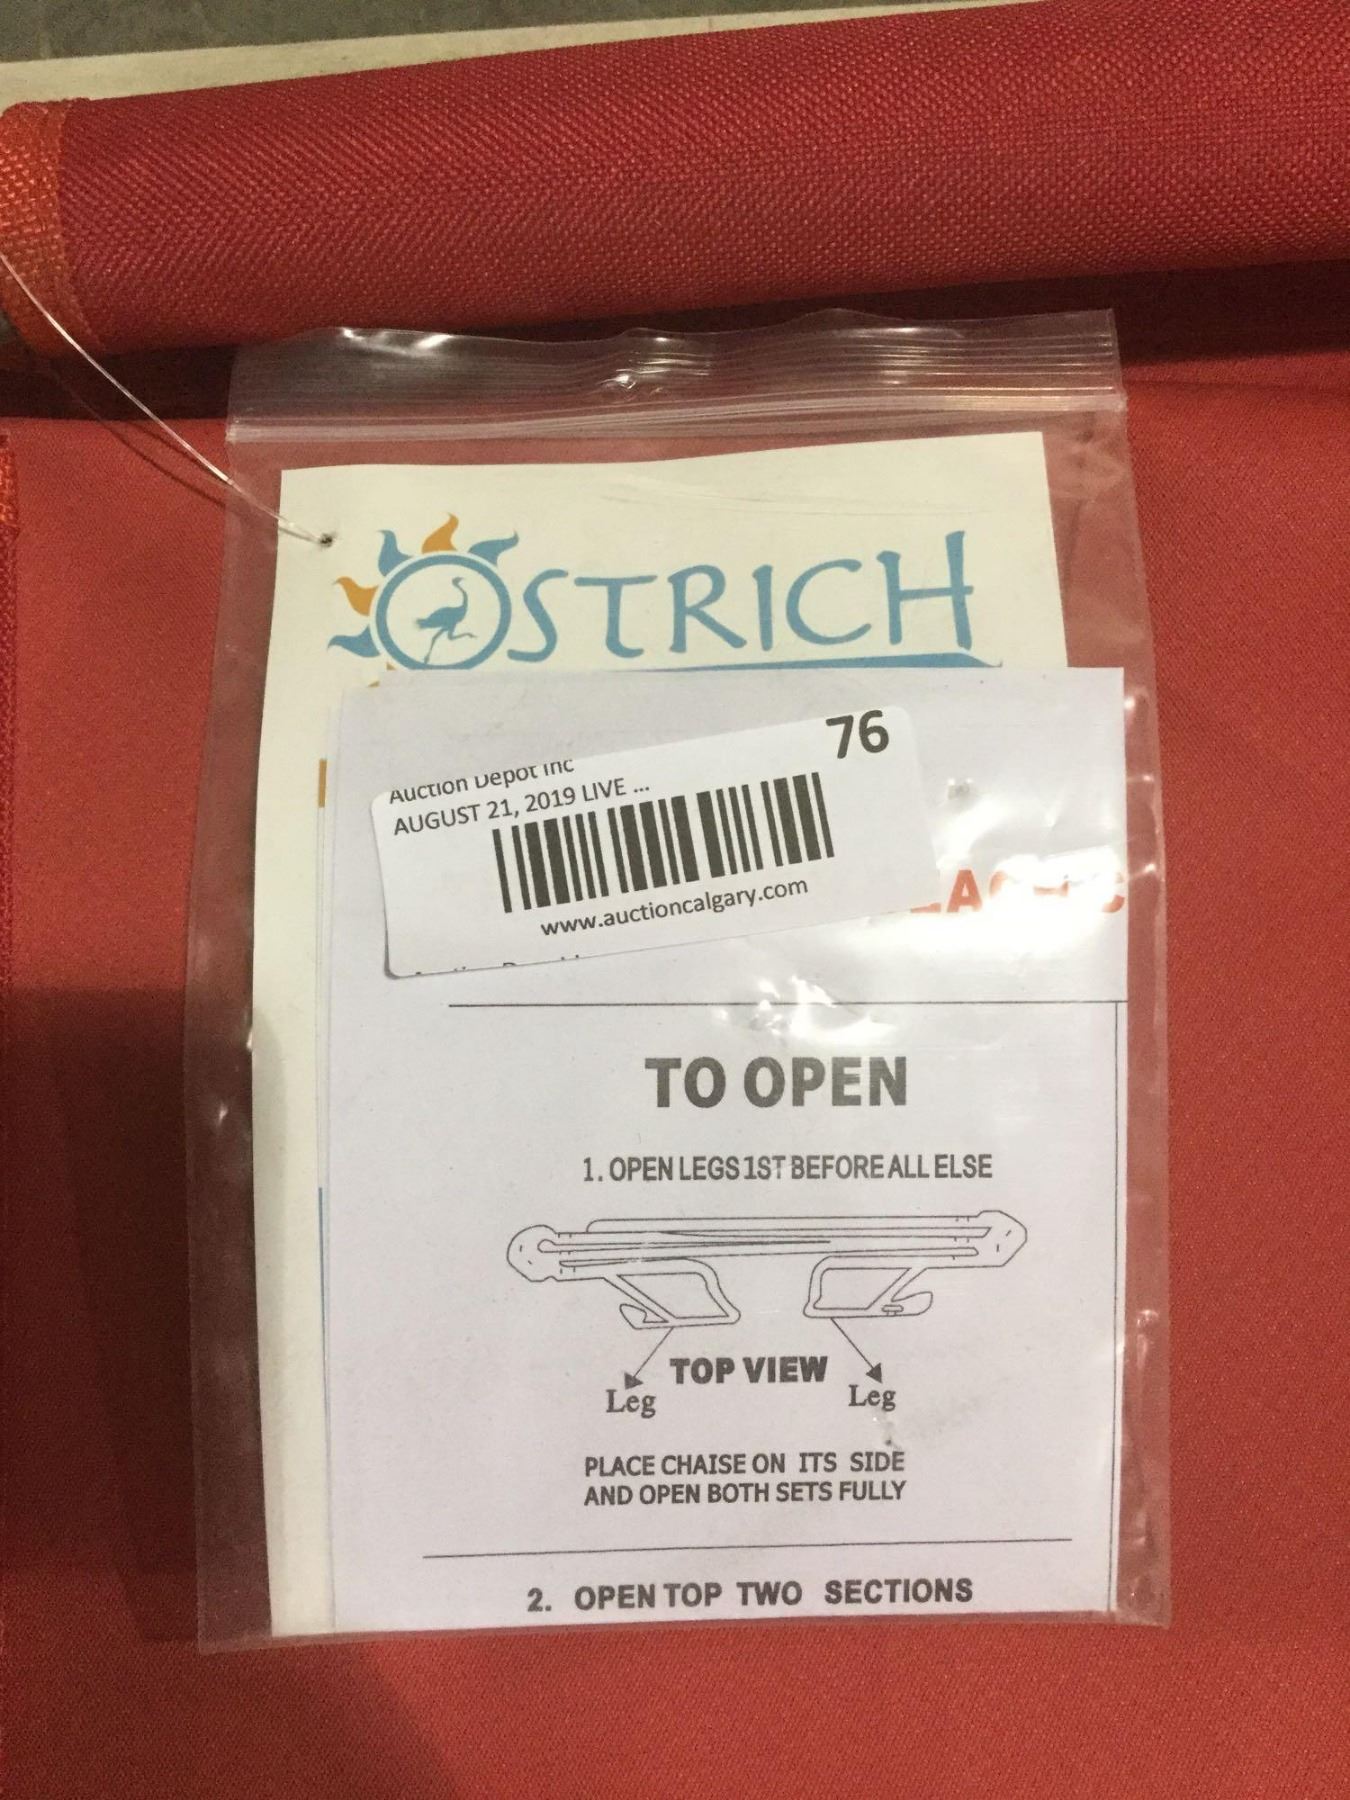 OSTRICH
76
Auction Depot Inc
AUGUST 21, 2019 LIVE ...
www.auctioncalgary.com
TO OPEN
1. OPEN LEGS 1ST BEFORE ALL ELSE
TOP VIEW
Leg
Leg
PLACE CHAISE ON ITS SIDE
AND OPEN BOTH SETS FULLY
2. OPEN TOP TWO SECTIONS